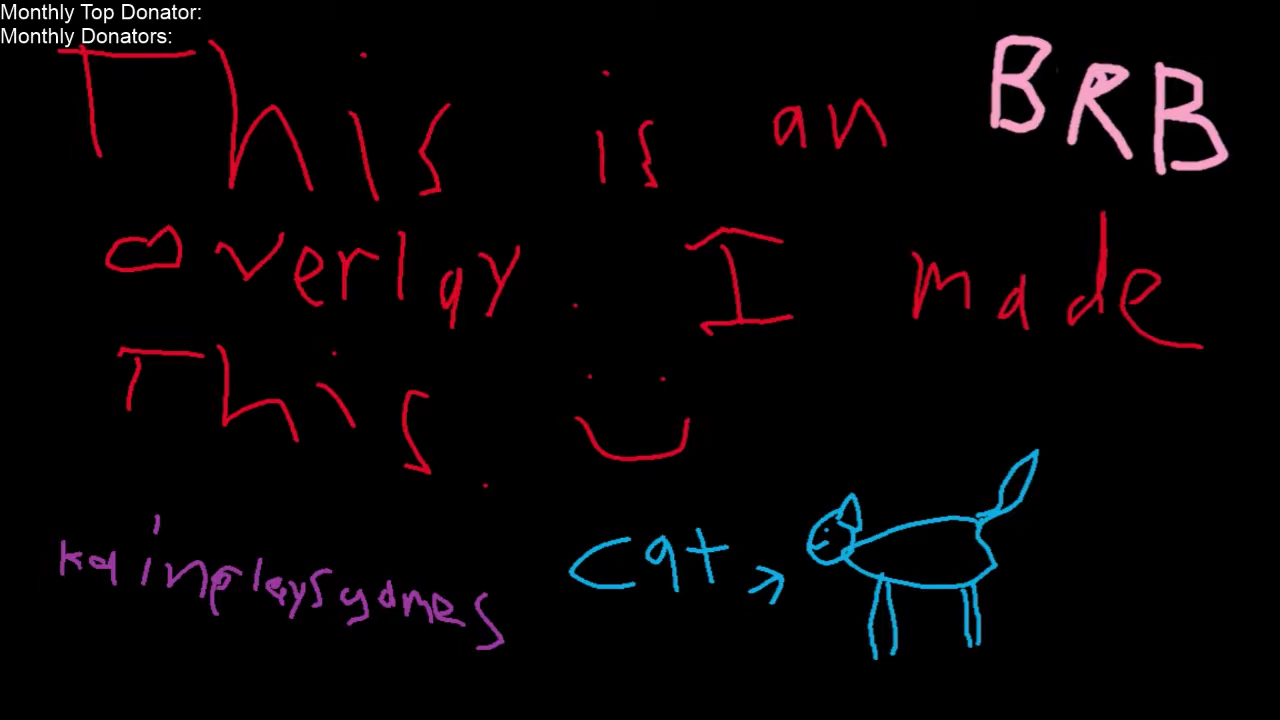 Monthly Top Donator:
Monthly Donators:
This is an BRB
overlay. I made
This.
kainplaysgames
cat